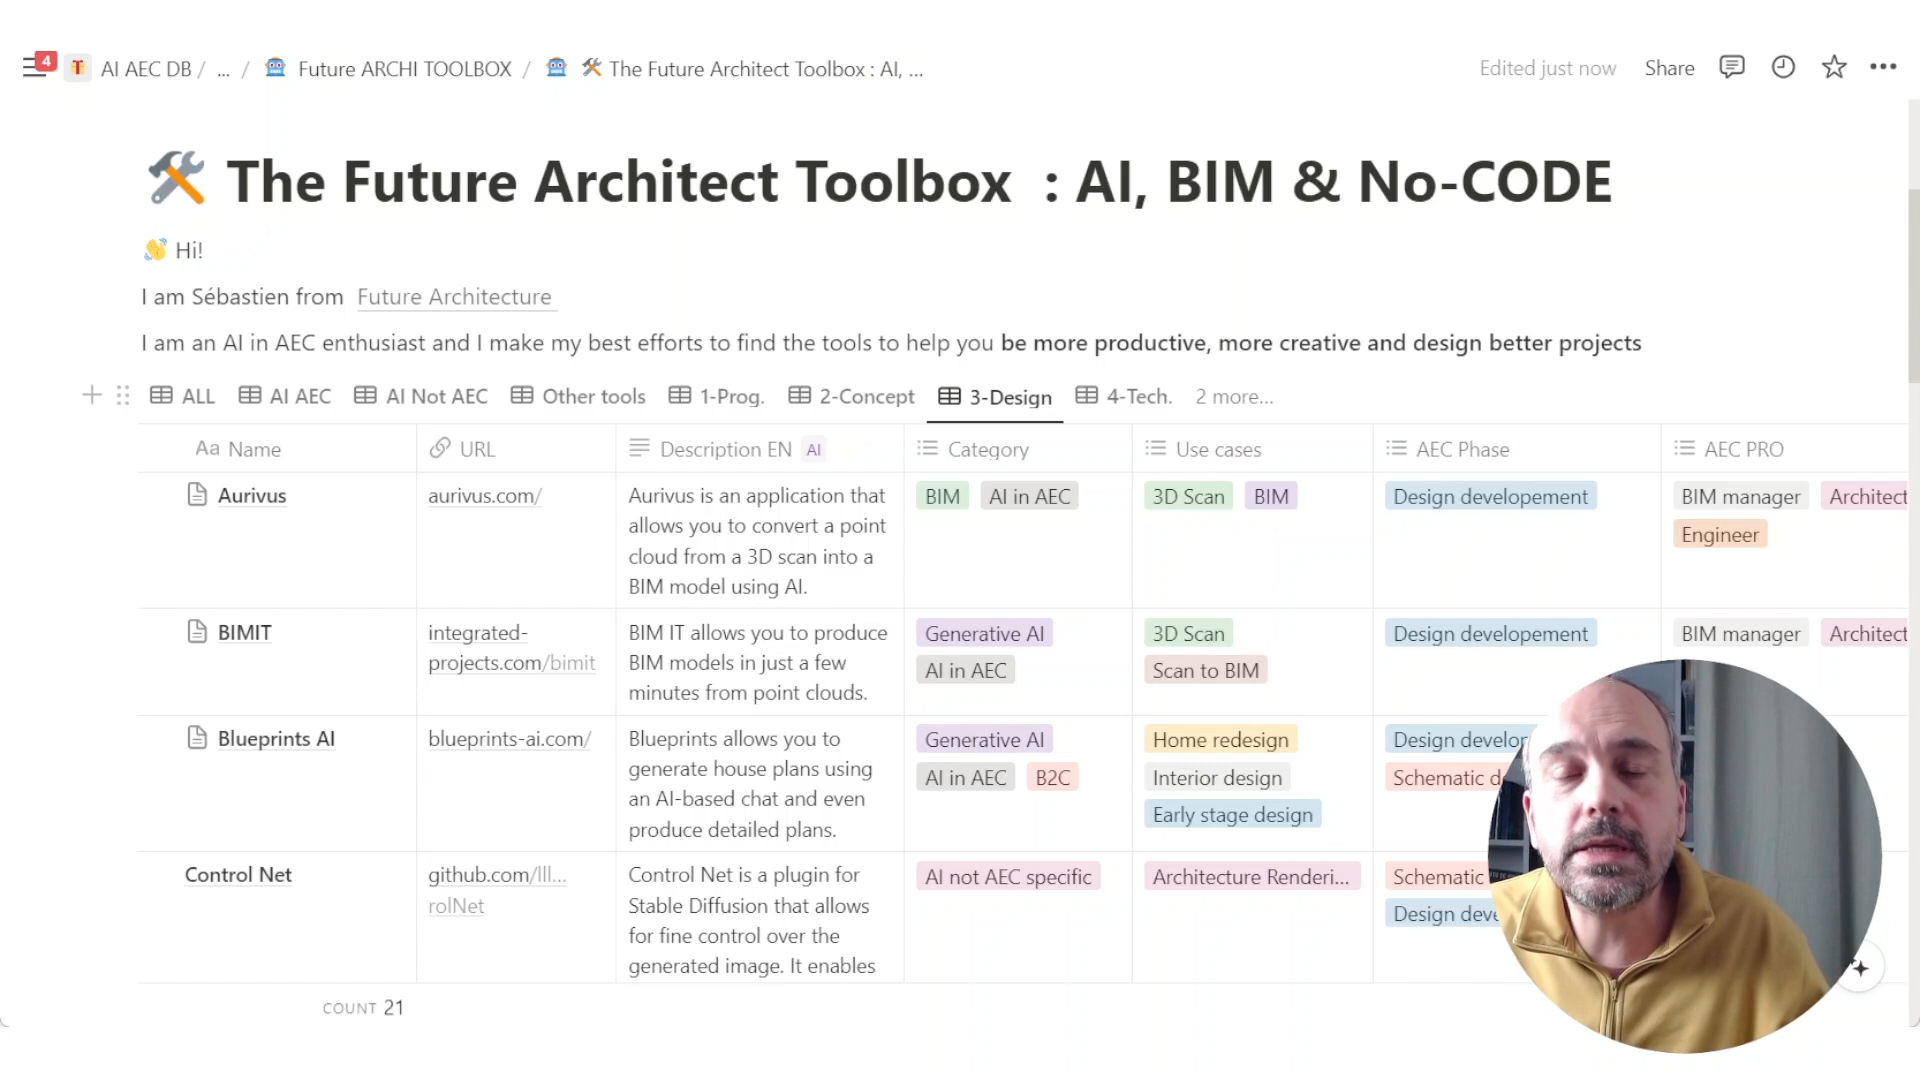 4 AI AEC DB / ... / Future ARCHI TOOLBOX / The Future Architect Toolbox : AI, ... Edited just now Share
The Future Architect Toolbox : AI, BIM & No-CODE
Hi!
I am Sébastien from Future Architecture
I am an AI in AEC enthusiast and I make my best efforts to find the tools to help you be more productive, more creative and design better projects
ALL AI AEC AI Not AEC Other tools 1-Prog. 2-Concept 3-Design 4-Tech. 2 more...
Aa Name URL Description EN AI Category Use cases AEC Phase AEC PRO
Aurivus
aurivus.com/
Aurivus is an application that
allows you to convert a point
cloud from a 3D scan into a
BIM model using AI.
BIM AI in AEC
3D Scan BIM
Design developement
BIM manager Architect
Engineer
BIMIT
integrated-
projects.com/bimit
BIM IT allows you to produce
BIM models in just a few
minutes from point clouds.
Generative AI
AI in AEC
3D Scan
Scan to BIM
Design developement
BIM manager Architect
Blueprints AI
blueprints-ai.com/
Blueprints allows you to
generate house plans using
an AI-based chat and even
produce detailed plans.
Generative AI
AI in AEC B2C
Home redesign
Interior design
Early stage design
Design develop
Schematic d
Control Net
github.com/lll...
rolNet
Control Net is a plugin for
Stable Diffusion that allows
for fine control over the
generated image. It enables
AI not AEC specific
Architecture Renderi...
Schematic
Design deve
COUNT 21